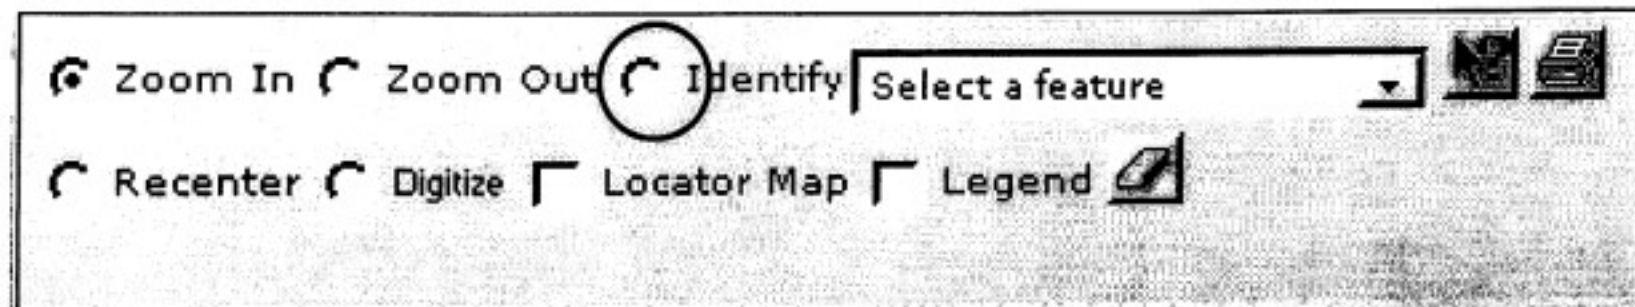 Zoom In Zoom Out Identify Select a feature
Recenter Digitize Locator Map Legend